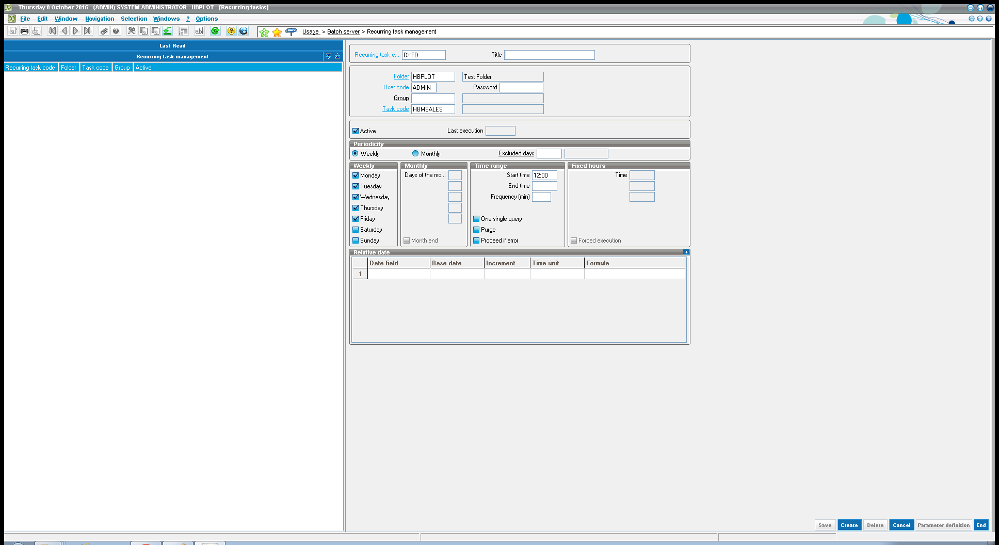 - Thursday 8 October 2015 - (ADMIN) SYSTEM ADMINISTRATOR - HBPLOT - [Recurring tasks]
File Edit Window Navigation Selection Windows ? Options
Usage > Batch server > Recurring task management
Last Read
Recurring task management
Recurring task code Folder Task code Group Active
Recurring task c... DXFD Title
Folder HBPLOT Test Folder
User code ADMIN Password
Group
Task code HBMSALES
Active Last execution
Periodicity
Weekly Monthly Excluded days
Weekly Monthly Time range Fixed hours
Monday Days of the mo... Start time 12:00 Time
Tuesday End time
Wednesday Frequency (min)
Thursday
Friday One single query
Saturday Purge
Sunday Month end Proceed if error Forced execution
Relative date
Date field Base date Increment Time unit Formula
1
Save Create Delete Cancel Parameter definition End